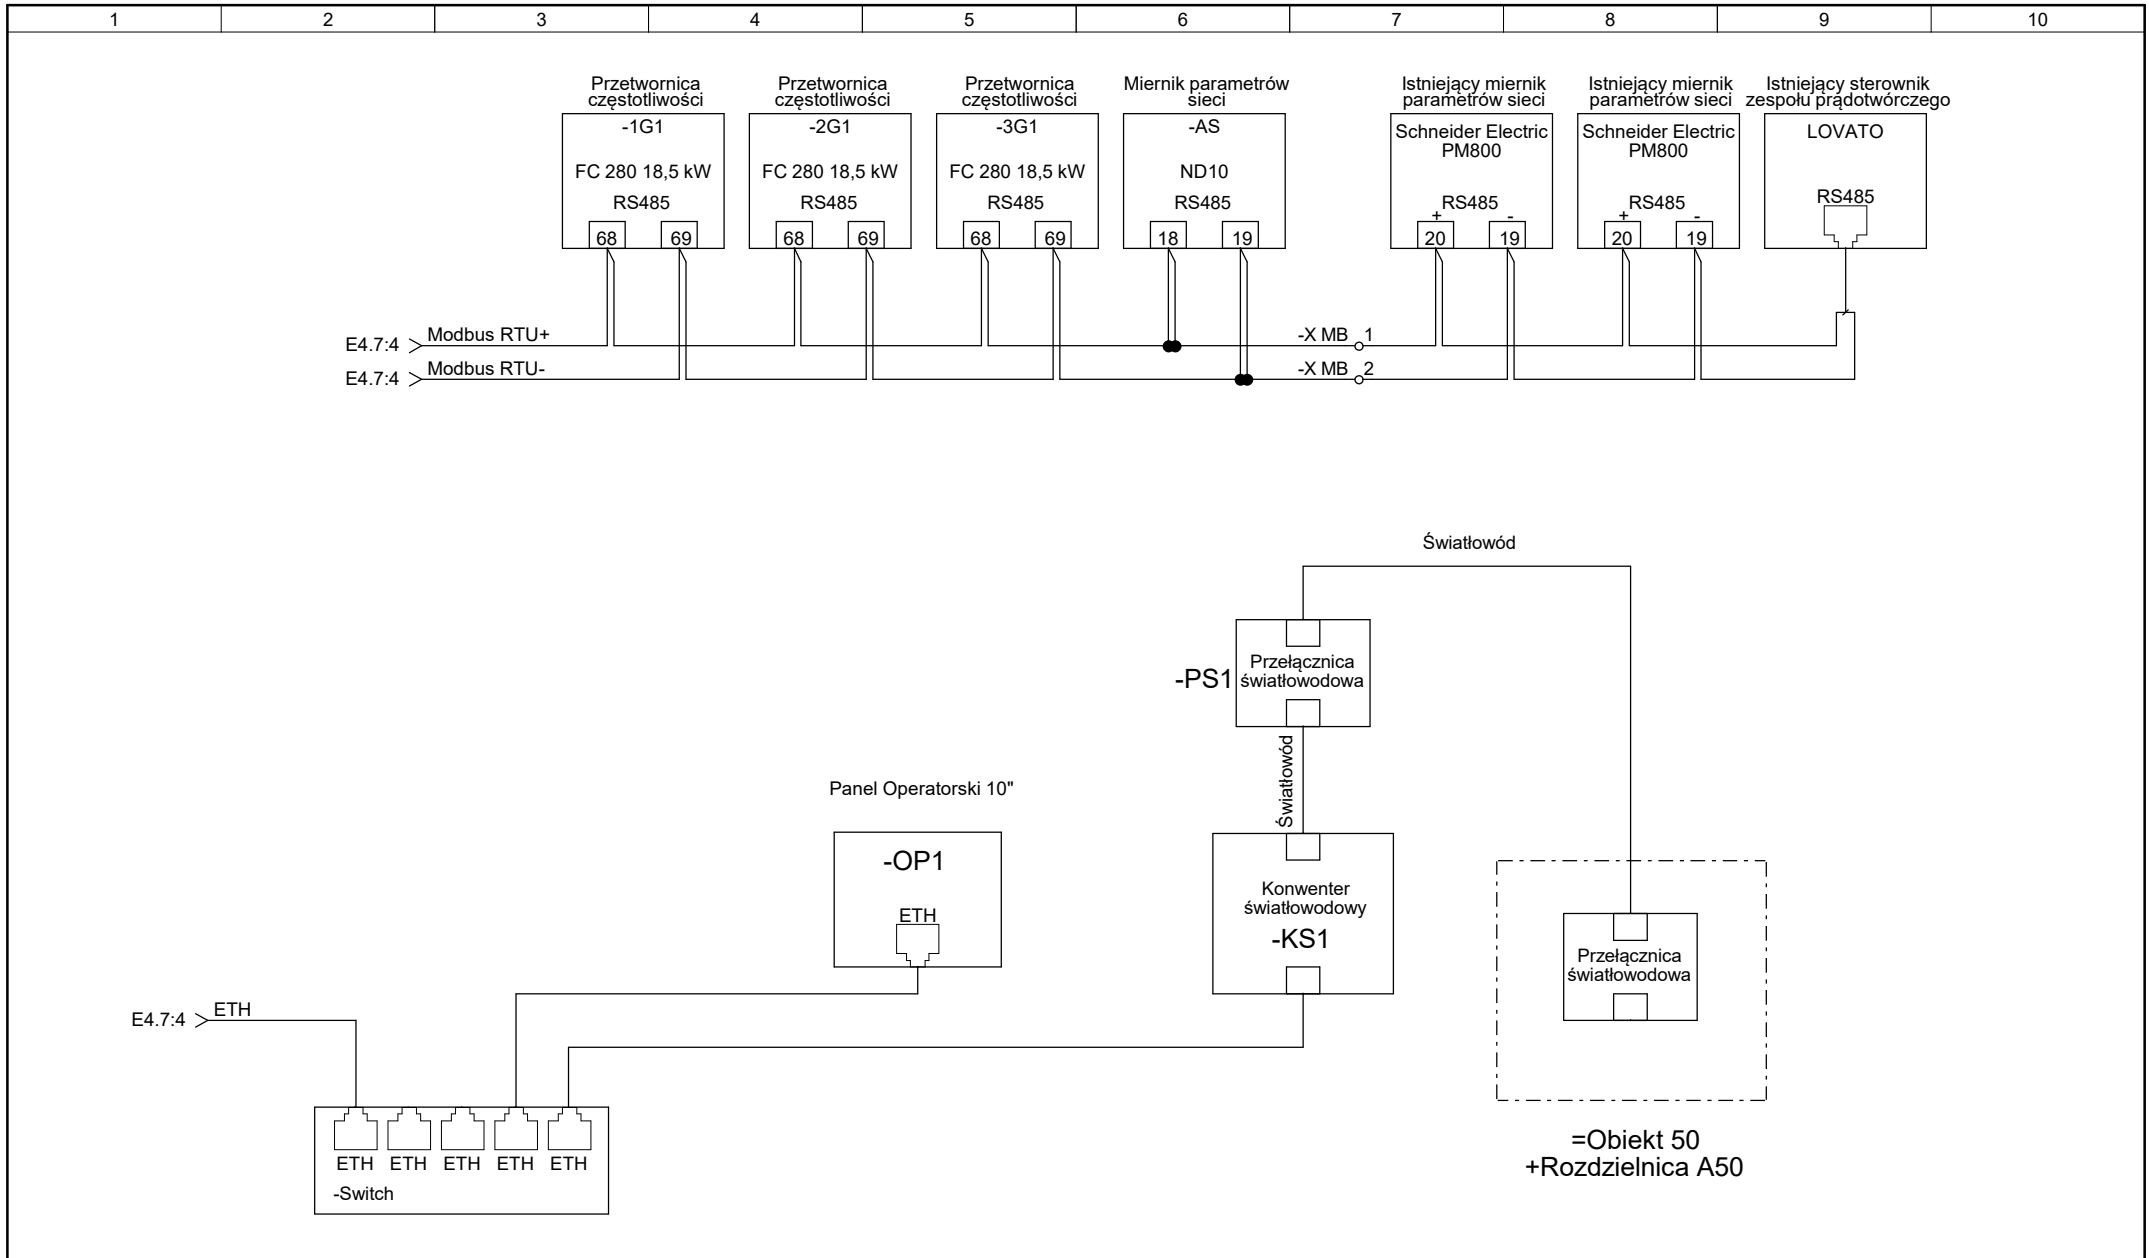 1 2 3 4 5 6 7 8 9 10
Przetwornica
częstotliwości
-1G1
FC 280 18,5 kW
RS485
68 69
Przetwornica
częstotliwości
-2G1
FC 280 18,5 kW
RS485
68 69
Przetwornica
częstotliwości
-3G1
FC 280 18,5 kW
RS485
68 69
Miernik parametrów
sieci
-AS
ND10
RS485
18 19
Istniejący miernik
parametrów sieci
Schneider Electric
PM800
RS485
+ -
20 19
Istniejący miernik
parametrów sieci
Schneider Electric
PM800
RS485
+ -
20 19
Istniejący sterownik
zespołu prądotwórczego
LOVATO
RS485
E4.7:4 Modbus RTU+ -X MB 1
E4.7:4 Modbus RTU- -X MB 2
Światłowód
-PS1
Przełącznica
światłowodowa
Światłowód
Panel Operatorski 10"
-OP1
ETH
Konwenter
światłowodowy
-KS1
Przełącznica
światłowodowa
E4.7:4 ETH
ETH ETH ETH ETH ETH
-Switch
=Obiekt 50
+Rozdzielnica A50